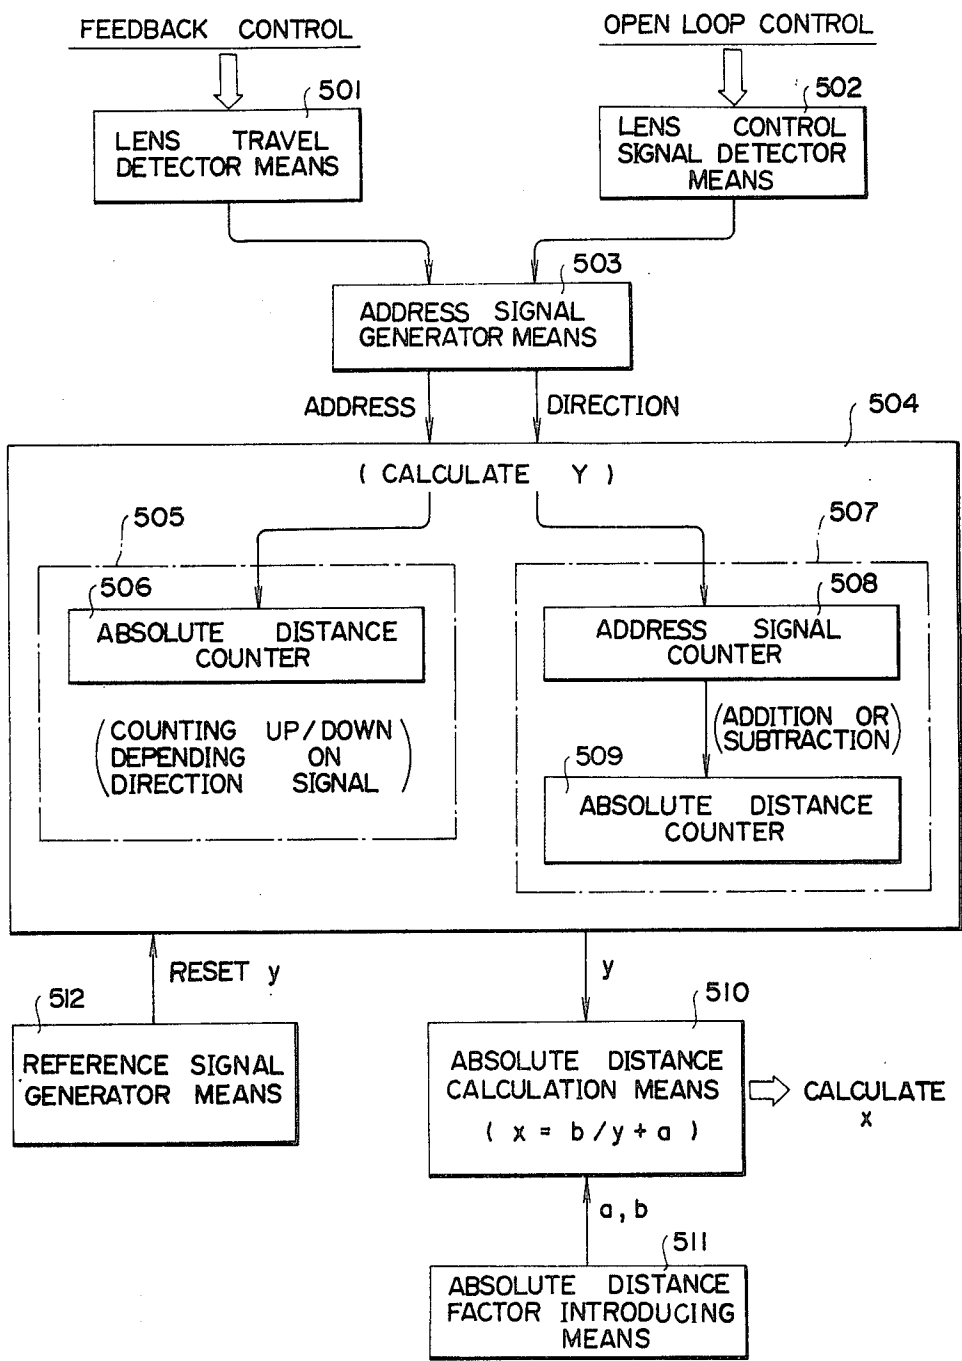 FEEDBACK CONTROL
OPEN LOOP CONTROL
501
LENS TRAVEL
DETECTOR MEANS
502
LENS CONTROL
SIGNAL DETECTOR
MEANS
503
ADDRESS SIGNAL
GENERATOR MEANS
ADDRESS
DIRECTION
504
( CALCULATE Y )
505
506
ABSOLUTE DISTANCE
COUNTER
(COUNTING UP/DOWN
DEPENDING ON
DIRECTION SIGNAL)
507
508
ADDRESS SIGNAL
COUNTER
(ADDITION OR
SUBTRACTION)
509
ABSOLUTE DISTANCE
COUNTER
RESET y
512
REFERENCE SIGNAL
GENERATOR MEANS
y
510
ABSOLUTE DISTANCE
CALCULATION MEANS
( x = b/y+a )
CALCULATE
x
a, b
511
ABSOLUTE DISTANCE
FACTOR INTRODUCING
MEANS